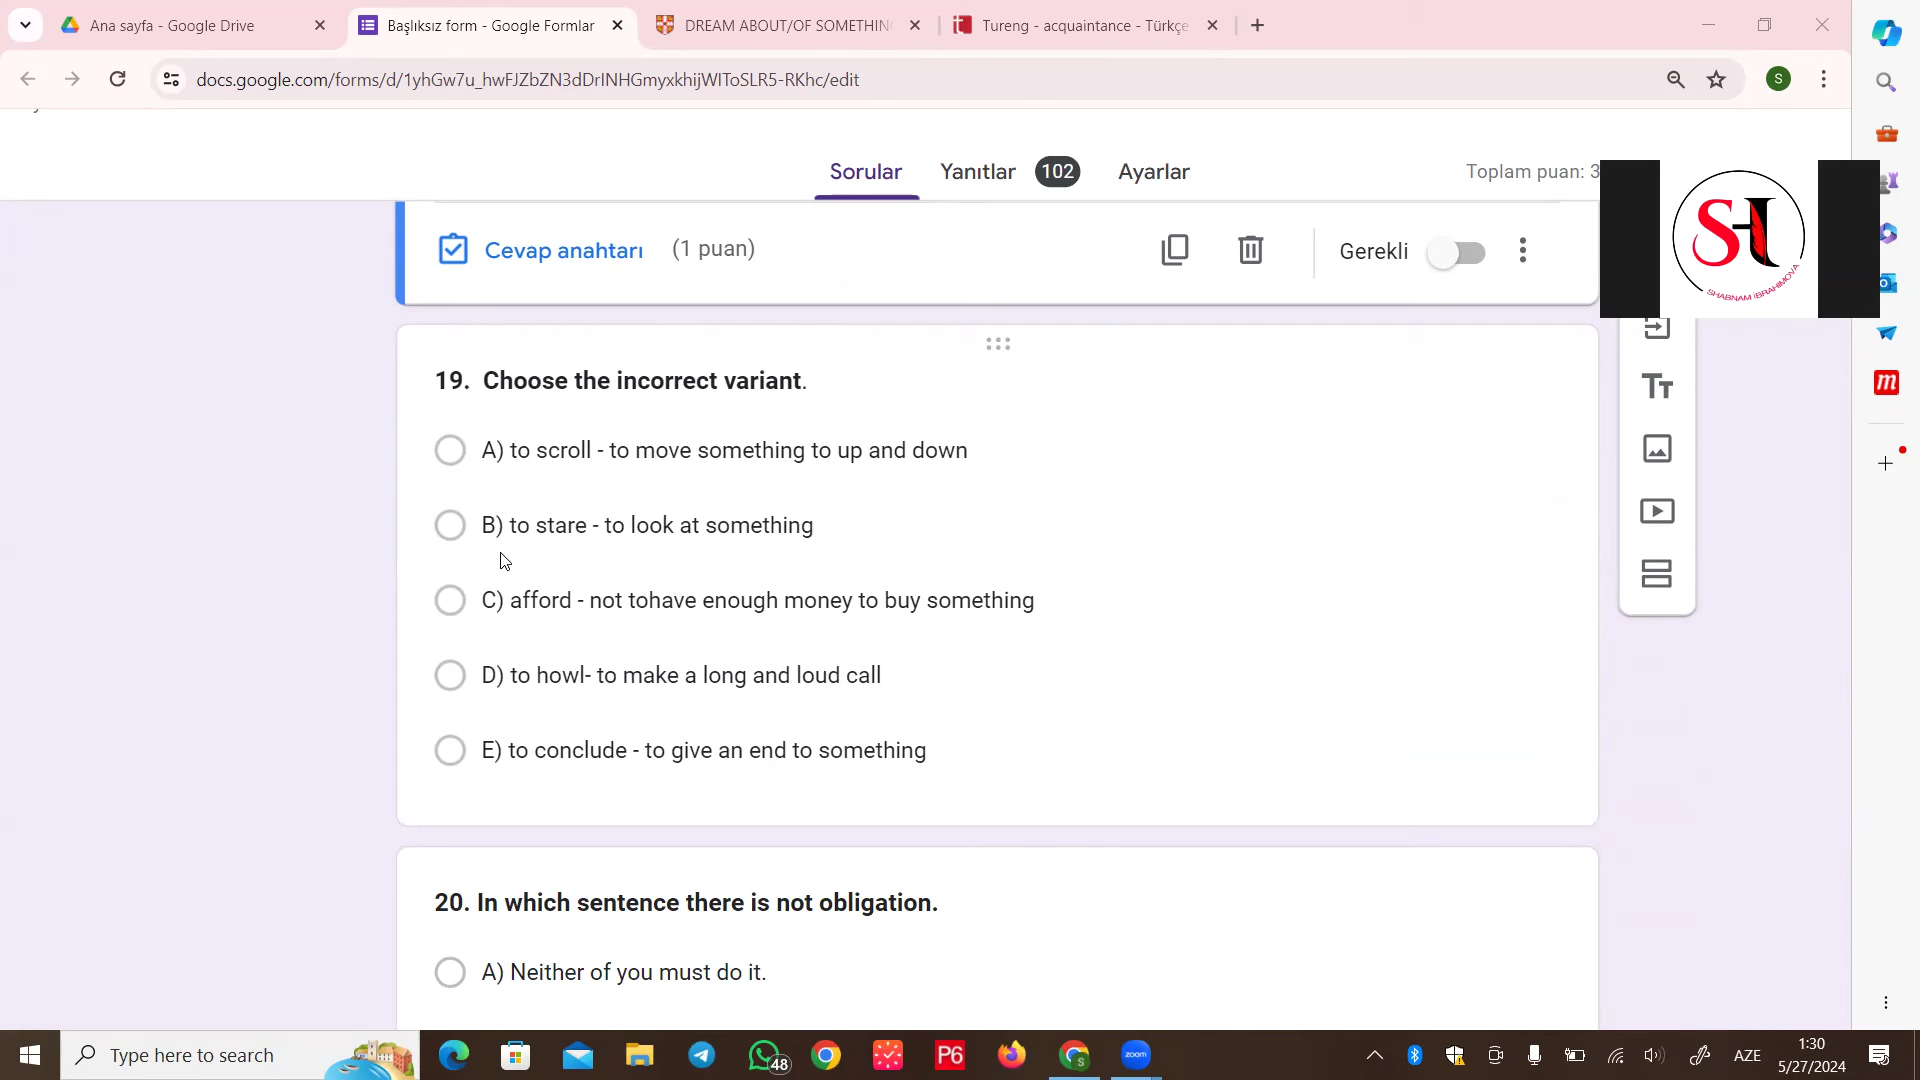 Ana sayfa - Google Drive
Başlıksız form - Google Formlar
DREAM ABOUT/OF SOMETHIN
Tureng - acquaintance - Türkçe
docs.google.com/forms/d/1yhGw7u_hwFJZbZN3dDrINHGmyxkhijWIToSLR5-RKhc/edit
S
Sorular
Yanıtlar 102
Ayarlar
Toplam puan: 3
SH
SHABNAM İBRAHIMOVA
Cevap anahtarı (1 puan)
Gerekli
19. Choose the incorrect variant.
A) to scroll - to move something to up and down
B) to stare - to look at something
C) afford - not tohave enough money to buy something
D) to howl- to make a long and loud call
E) to conclude - to give an end to something
20. In which sentence there is not obligation.
A) Neither of you must do it.
Type here to search
48
P6
S
zoom
AZE
1:30
5/27/2024